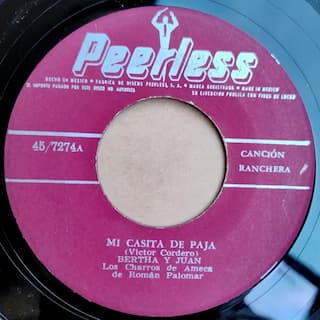 Peerless
HECHO EN MEXICO • FABRICA DE DISCOS PEERLESS, S. A. • MARCA REGISTRADA • MADE IN MEXICO
EL IMPORTE PAGADO POR ESTE DISCO NO AUTORIZA SU EJECUCION PUBLICA CON FINES DE LUCRO
45/7274A
CANCIÓN
RANCHERA
MI CASITA DE PAJA
(Victor Cordero)
BERTHA Y JUAN
Los Charros de Ameca
de Román Palomar